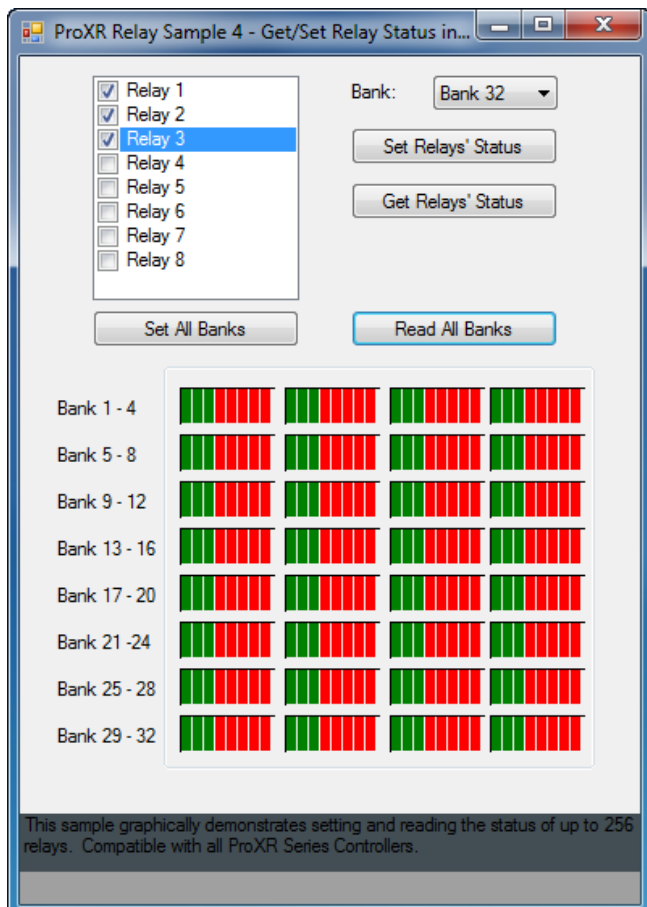 ProXR Relay Sample 4 - Get/Set Relay Status in...
Relay 1
Relay 2
Relay 3
Relay 4
Relay 5
Relay 6
Relay 7
Relay 8
Bank: Bank 32
Set Relays' Status
Get Relays' Status
Set All Banks
Read All Banks
Bank 1 - 4
Bank 5 - 8
Bank 9 - 12
Bank 13 - 16
Bank 17 - 20
Bank 21 -24
Bank 25 - 28
Bank 29 - 32
This sample graphically demonstrates setting and reading the status of up to 256
relays.  Compatible with all ProXR Series Controllers.